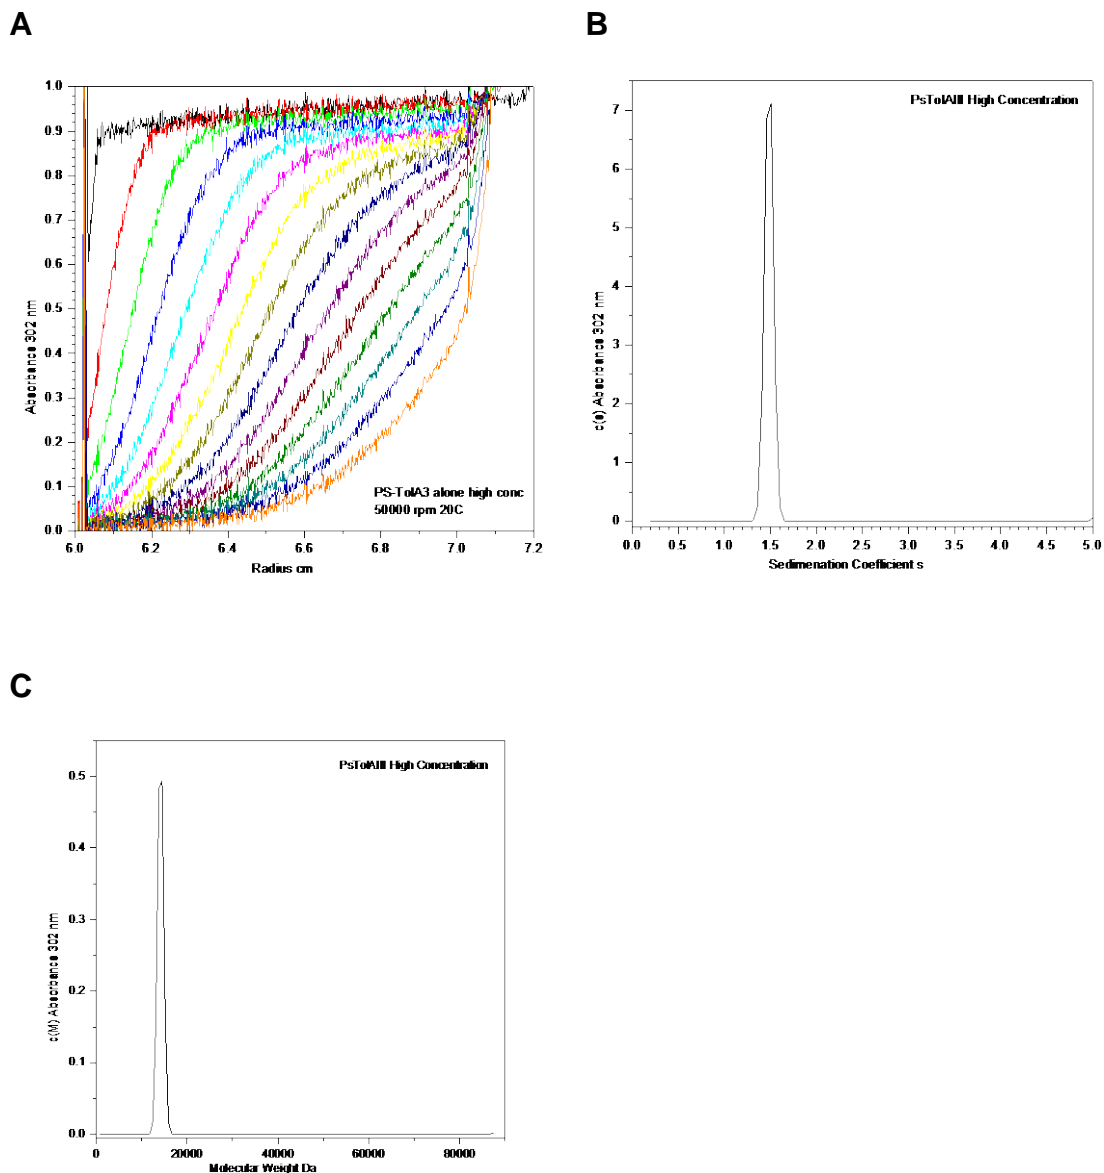 A
B
1.0
0.9
0.8
0.7
0.6
0.5
0.4
0.3
0.2
0.1
0.0
Absorbance 302 nm
PS-TolA3 alone high conc
50000 rpm 20C
6.0 6.2 6.4 6.6 6.8 7.0 7.2
Radius cm
PsTolAIII High Concentration
7
6
5
4
3
2
1
0
c(s) Absorbance 302 nm
0.0 0.5 1.0 1.5 2.0 2.5 3.0 3.5 4.0 4.5 5.0
Sedimenation Coefficient s
C
PsTolAIII High Concentration
0.5
0.4
0.3
0.2
0.1
0.0
c(M) Absorbance 302 nm
0 20000 40000 60000 80000
Molecular Weight Da